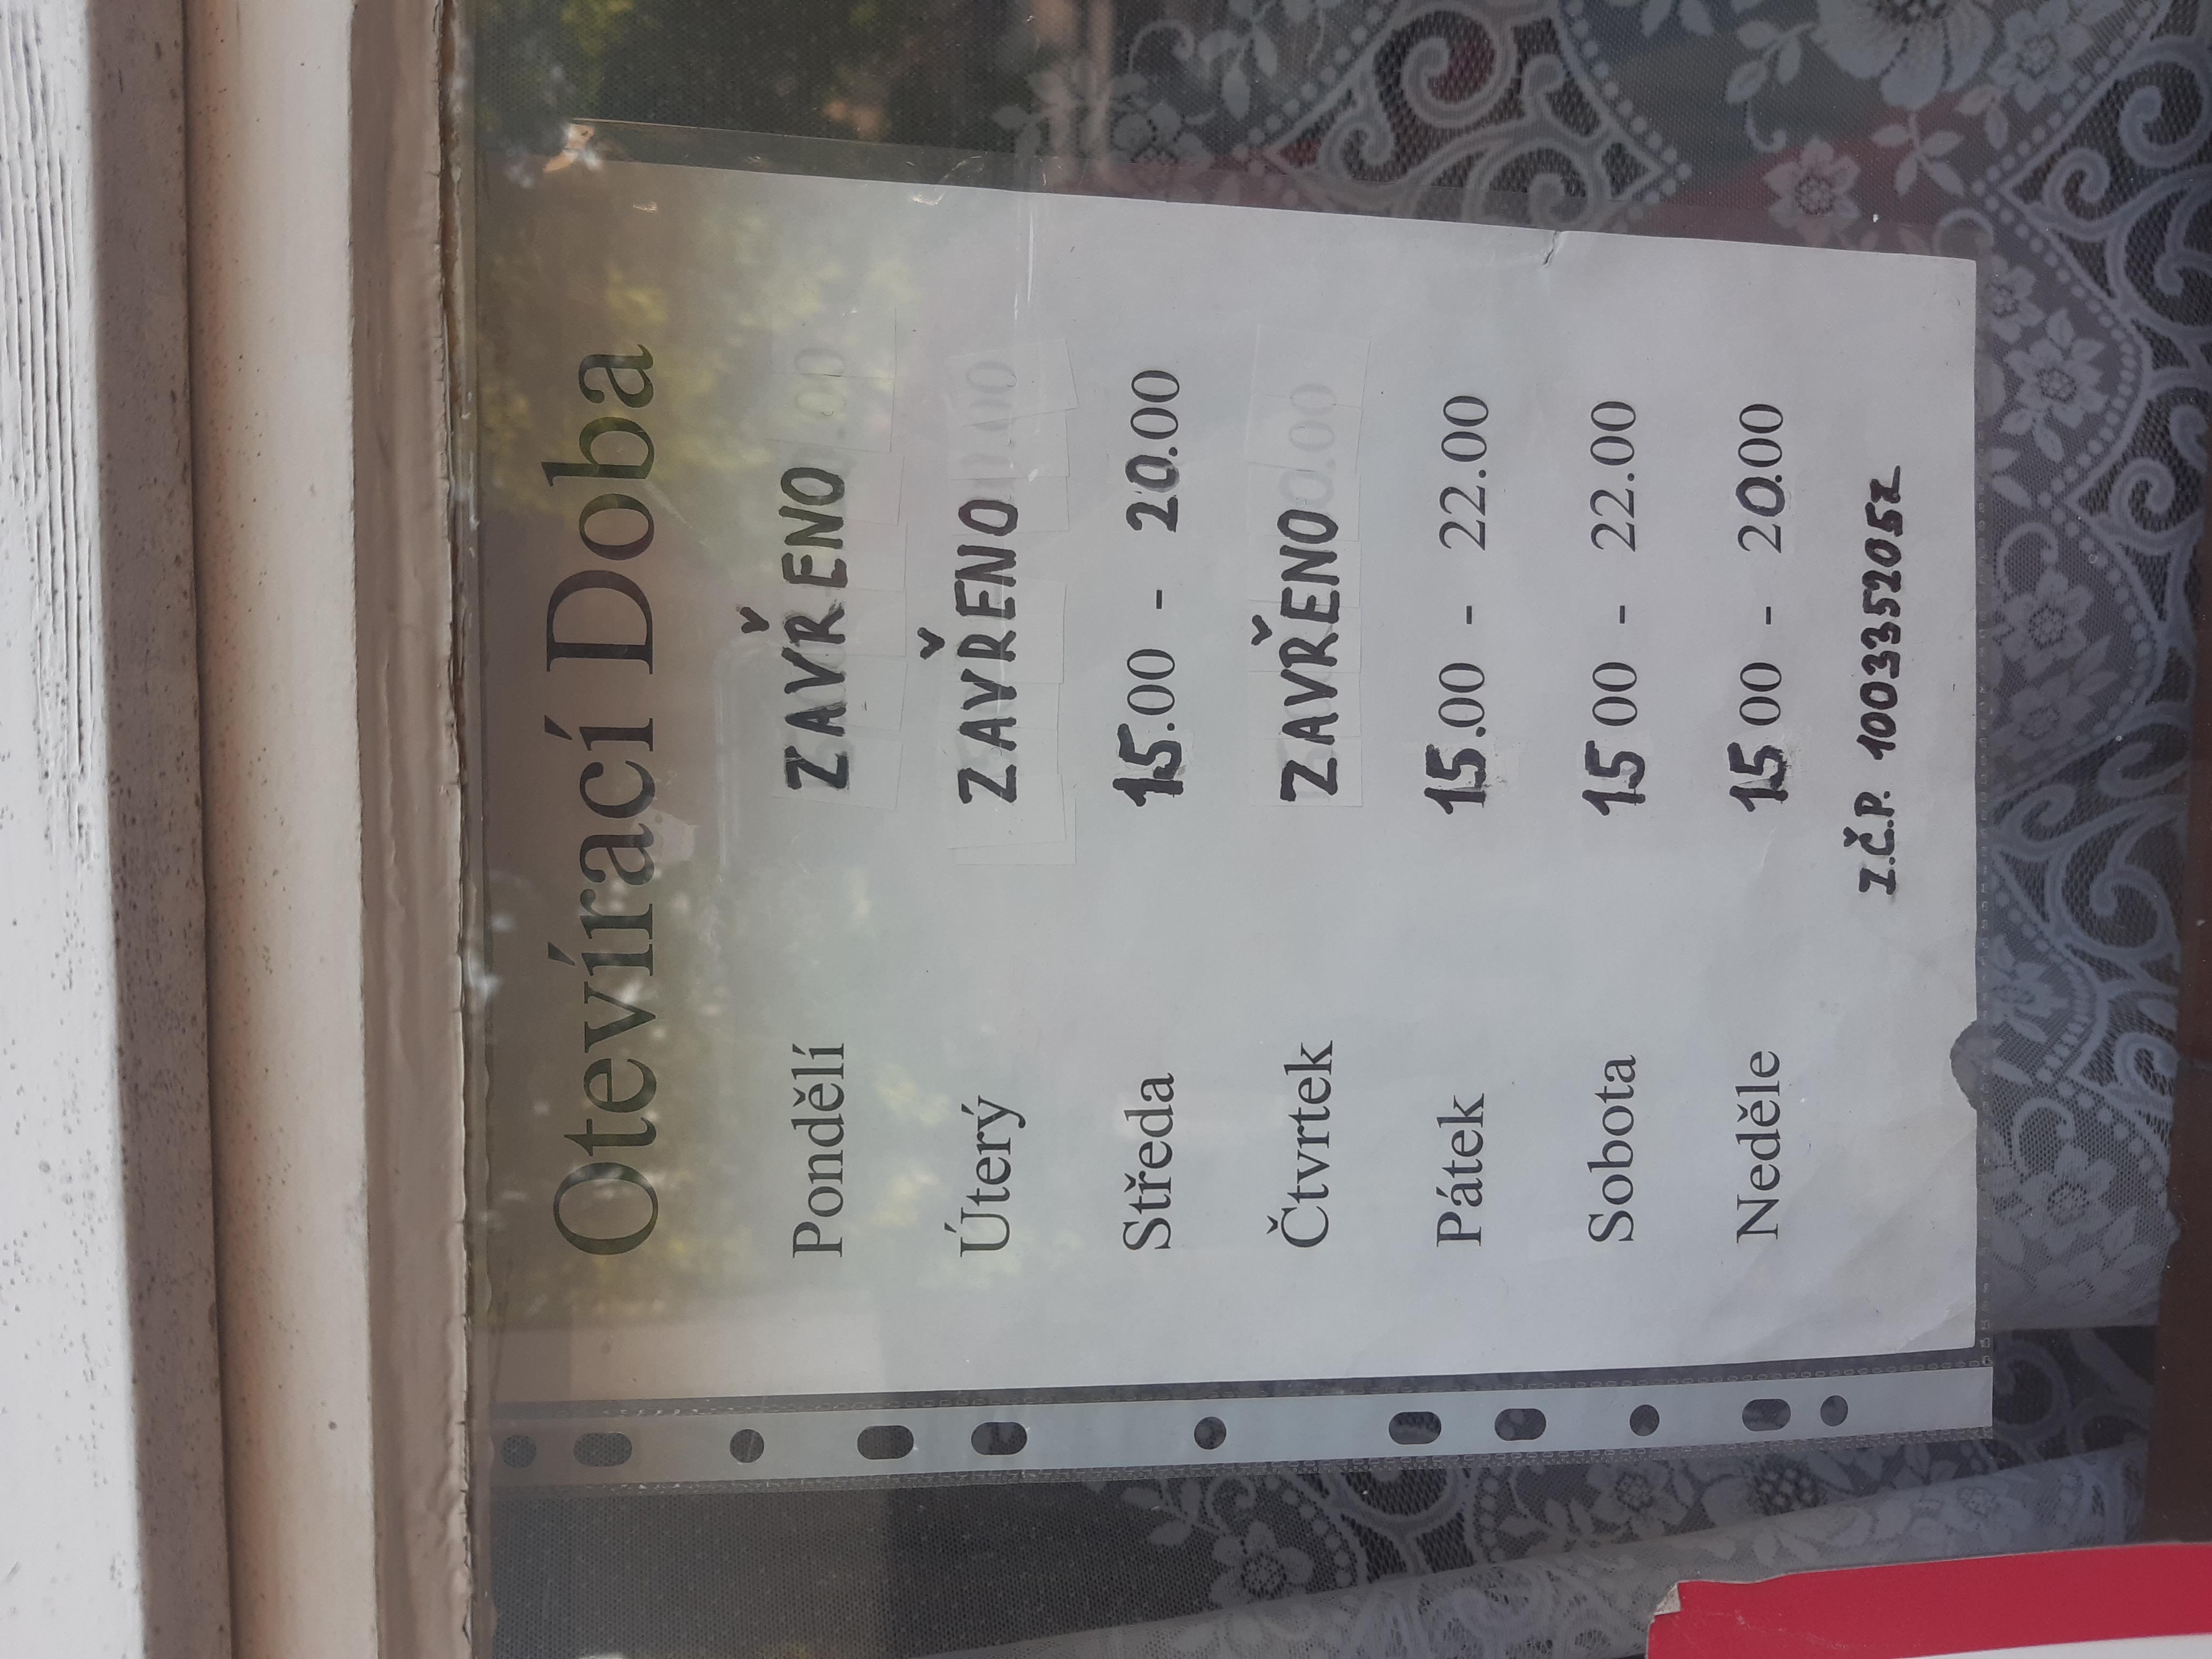 Otevírací Doba
Pondělí ZAVŘENO
Úterý ZAVŘENO
Středa 15.00 - 20.00
Čtvrtek ZAVŘENO
Pátek 15.00 - 22.00
Sobota 15 00 - 22.00
Neděle 15 00 - 20.00
I.Č.P. 1003352052